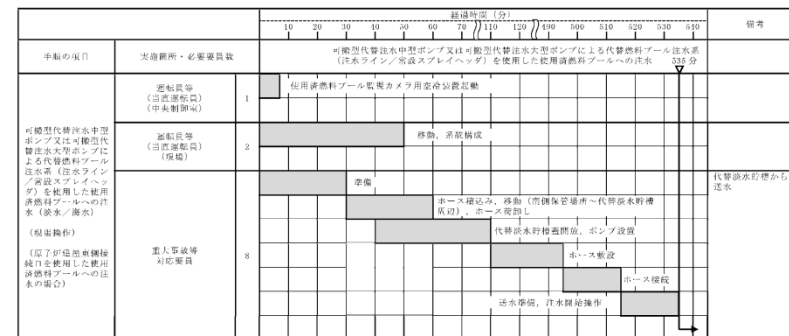 経過時間（分）
備考
10 20 30 40 50 60 70 110 120 490 500 510 520 530 540
手順の項目
実施箇所・必要要員数
可搬型代替注水中型ポンプ又は可搬型代替注水大型ポンプによる代替燃料プール注水系
（注水ライン／常設スプレイヘッダ）を使用した使用済燃料プールへの注水
535 分
可搬型代替注水中型
ポンプ又は可搬型代
替注水大型ポンプに
よる代替燃料プール
注水系（注水ライン
／常設スプレイヘッ
ダ）を使用した使用
済燃料プールへの注
水（淡水／海水）
（現場操作）
（原子炉建屋東側接
続口を使用した使用
済燃料プールへの注
水の場合）
運転員等
（当直運転員）
（中央制御室）
1
使用済燃料プール監視カメラ用空冷装置起動
運転員等
（当直運転員）
（現場）
2
移動，系統構成
重大事故等
対応要員
8
準備
ホース積込み，移動（南側保管場所～代替淡水貯槽
周辺），ホース荷卸し
代替淡水貯槽蓋開放，ポンプ設置
ホース敷設
ホース接続
送水準備，注水開始操作
代替淡水貯槽から
送水